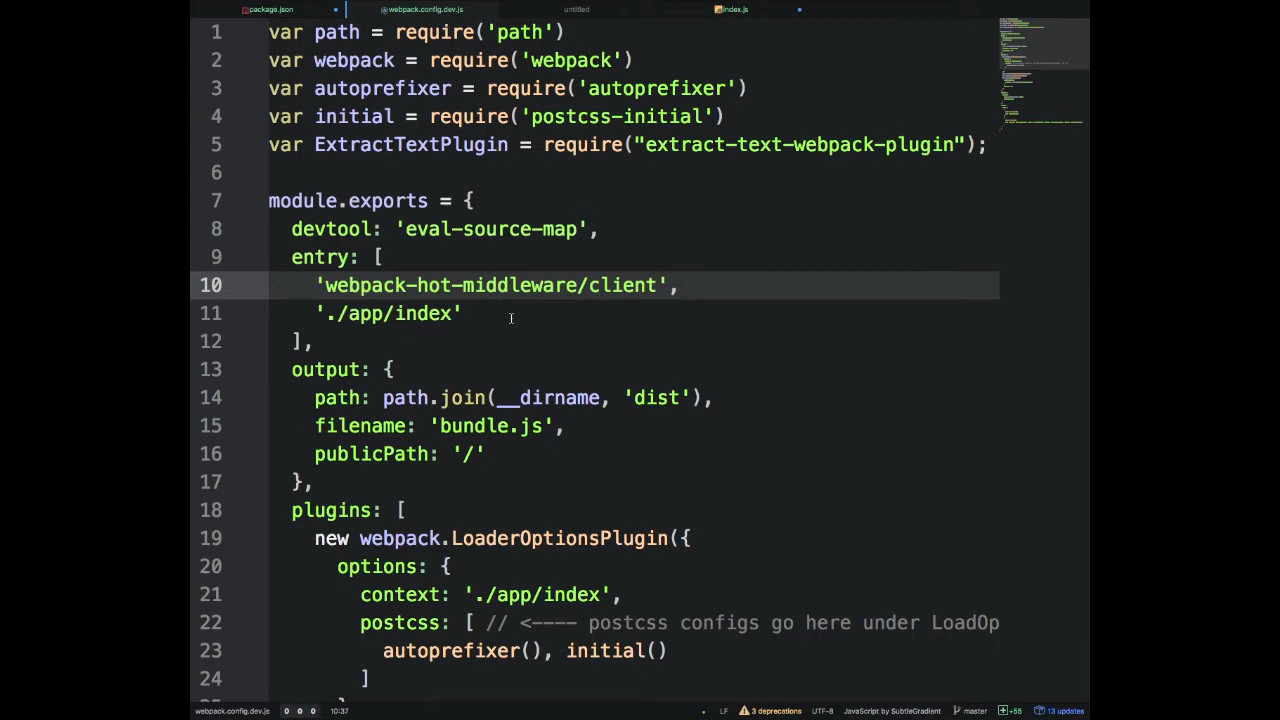 package.json webpack.config.dev.js untitled index.js
1 var path = require('path')
2 var webpack = require('webpack')
3 var autoprefixer = require('autoprefixer')
4 var initial = require('postcss-initial')
5 var ExtractTextPlugin = require("extract-text-webpack-plugin");
6
7 module.exports = {
8 devtool: 'eval-source-map',
9 entry: [
10 'webpack-hot-middleware/client',
11 './app/index'
12 ],
13 output: {
14 path: path.join(__dirname, 'dist'),
15 filename: 'bundle.js',
16 publicPath: '/'
17 },
18 plugins: [
19 new webpack.LoaderOptionsPlugin({
20 options: {
21 context: './app/index',
22 postcss: [ // <---- postcss configs go here under LoadOp
23 autoprefixer(), initial()
24 ]
webpack.config.dev.js 0 0 0 10:37 LF 3 deprecations UTF-8 JavaScript by SubtleGradient master +55 13 updates